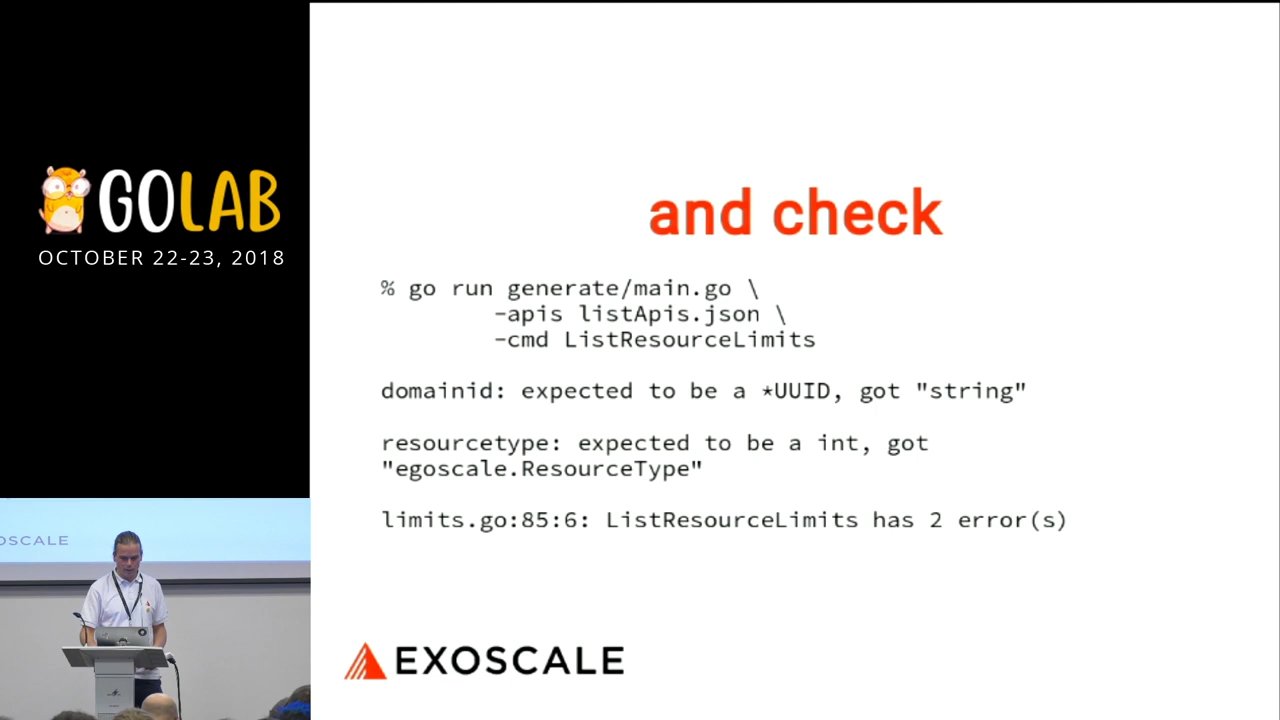 GOLAB
OCTOBER 22-23, 2018
and check
% go run generate/main.go \
-apis listApis.json \
-cmd ListResourceLimits
domainid: expected to be a *UUID, got "string"
resourcetype: expected to be a int, got
"egoscale.ResourceType"
limits.go:85:6: ListResourceLimits has 2 error(s)
OSCALE
EXOSCALE